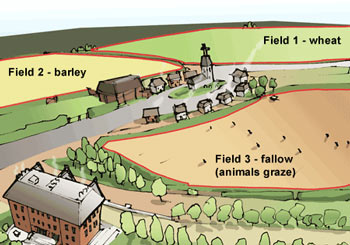 Field 1 - wheat
Field 2 - barley
Field 3 - fallow
(animals graze)